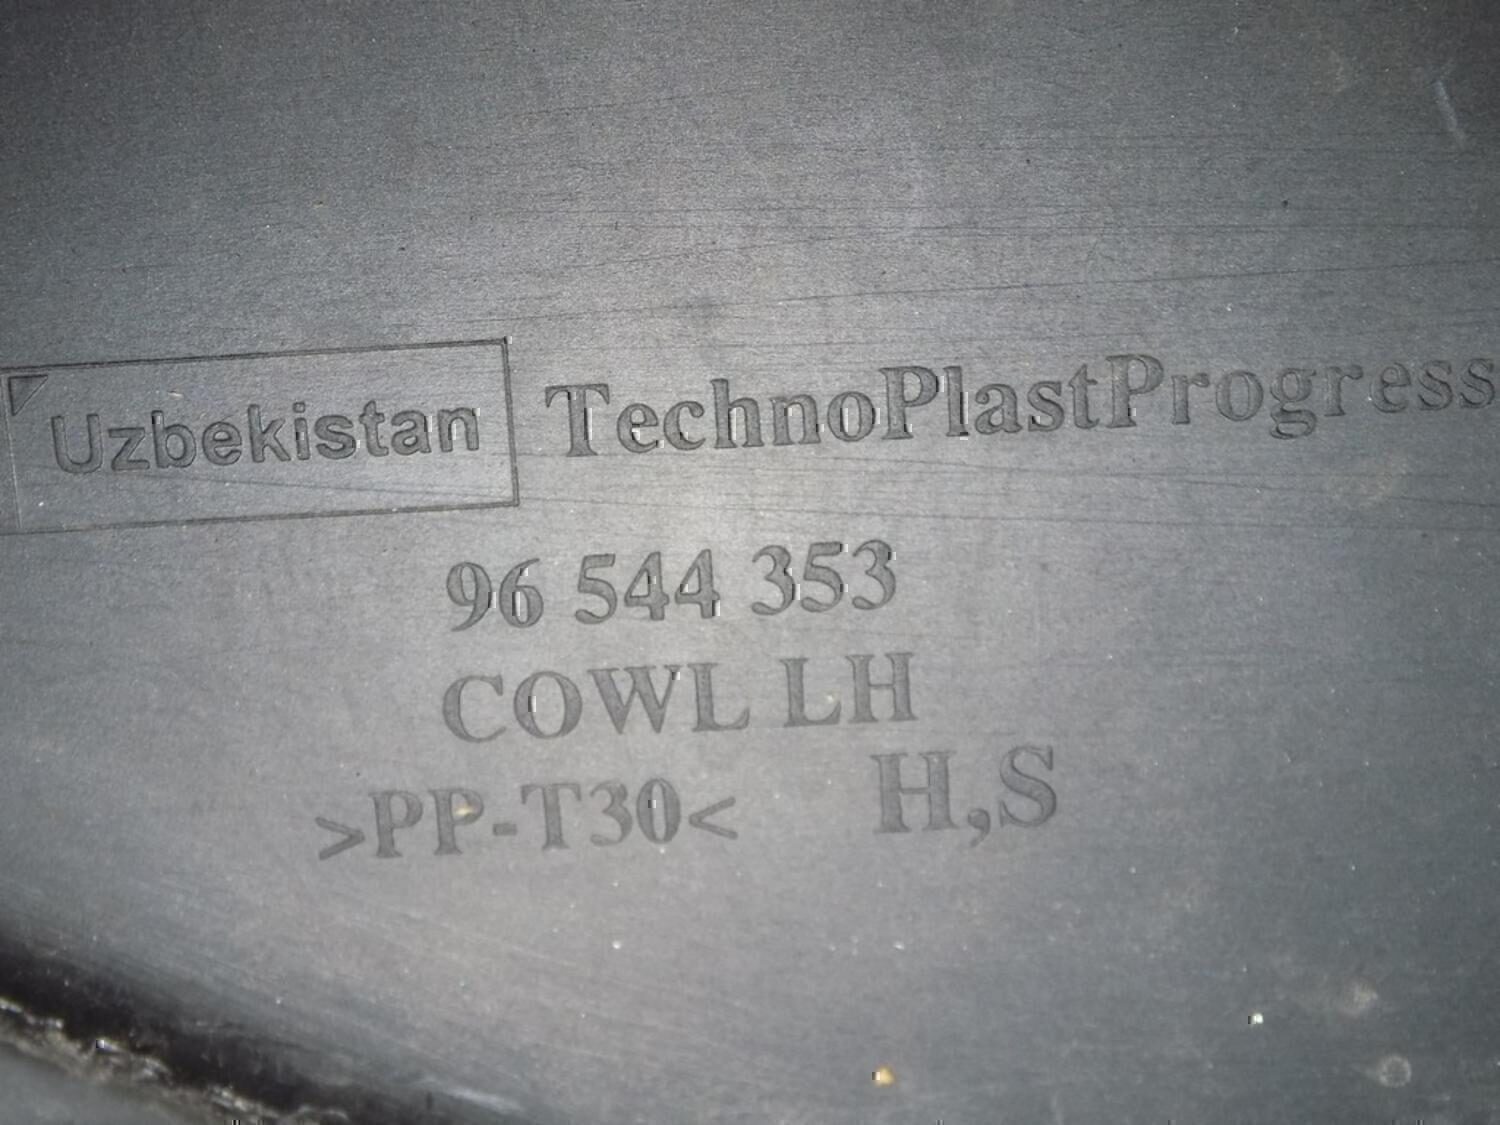 Uzbekistan TechnoPlastProgress
96 544 353
COWL LH
>PP-T30< H,S